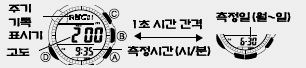 주기
기록
표시기
고도
2'00
9:35
A
B
C
D
1초 시간 간격
측정시간(시/분)
측정일(월~일)
6-30